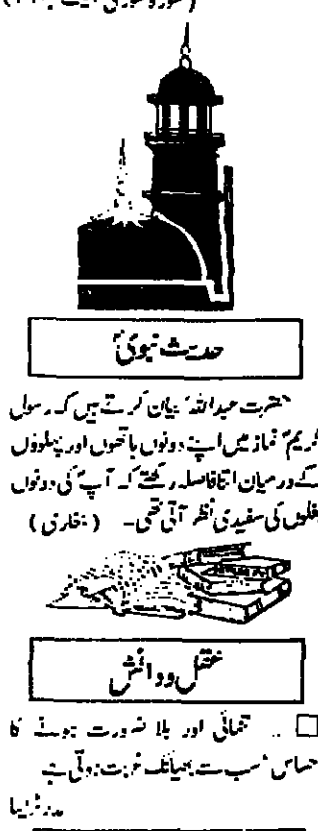 حدیث نبویؐ
حضرت عبداللہؓ بیان کرتے ہیں کہ رسول
کریمؐ نماز میں اپنے دونوں ہاتھوں اور پہلوؤں
کے درمیان اتنا فاصلہ رکھتے کہ آپؐ کی دونوں
بغلوں کی سفیدی نظر آتی تھی۔ (بخاری)
عقل و دانش
□ .. تنہائی اور بلا ضرورت ہونے کا
احساس سب سے بھیانک غربت ہوتی ہے
مدر ٹریسا